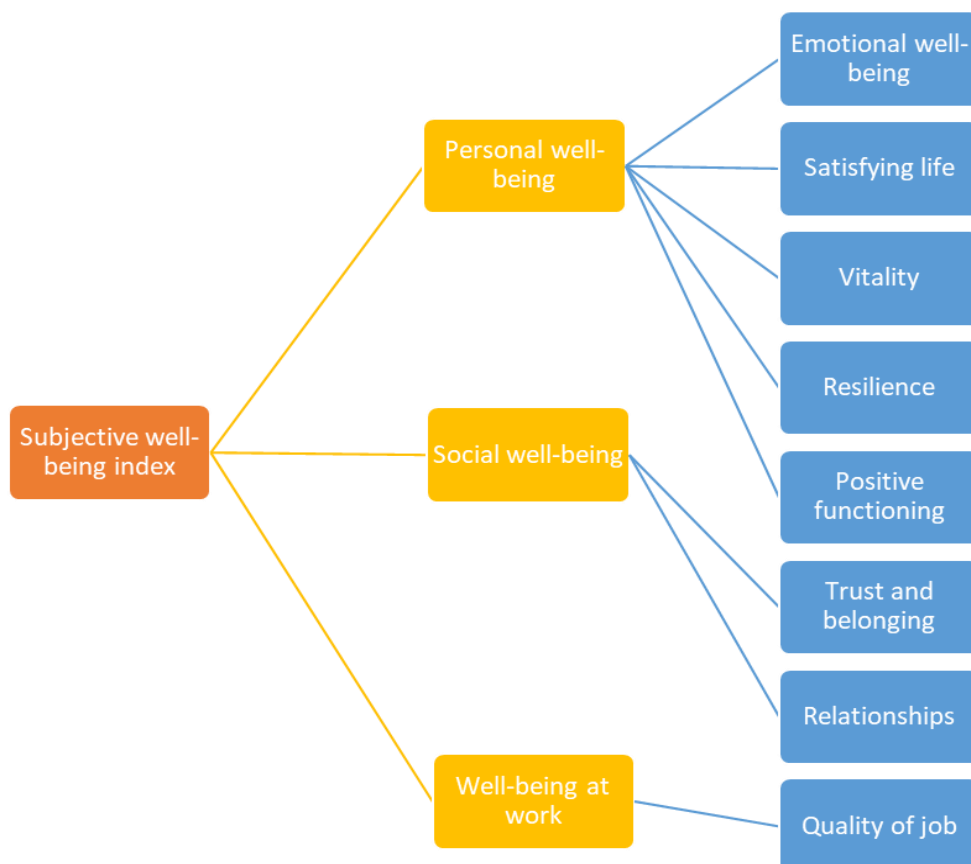 Emotional well-
being
Personal well-
being
Satisfying life
Vitality
Resilience
Subjective well-
being index
Social well-being
Positive
functioning
Trust and
belonging
Relationships
Well-being at
work
Quality of job